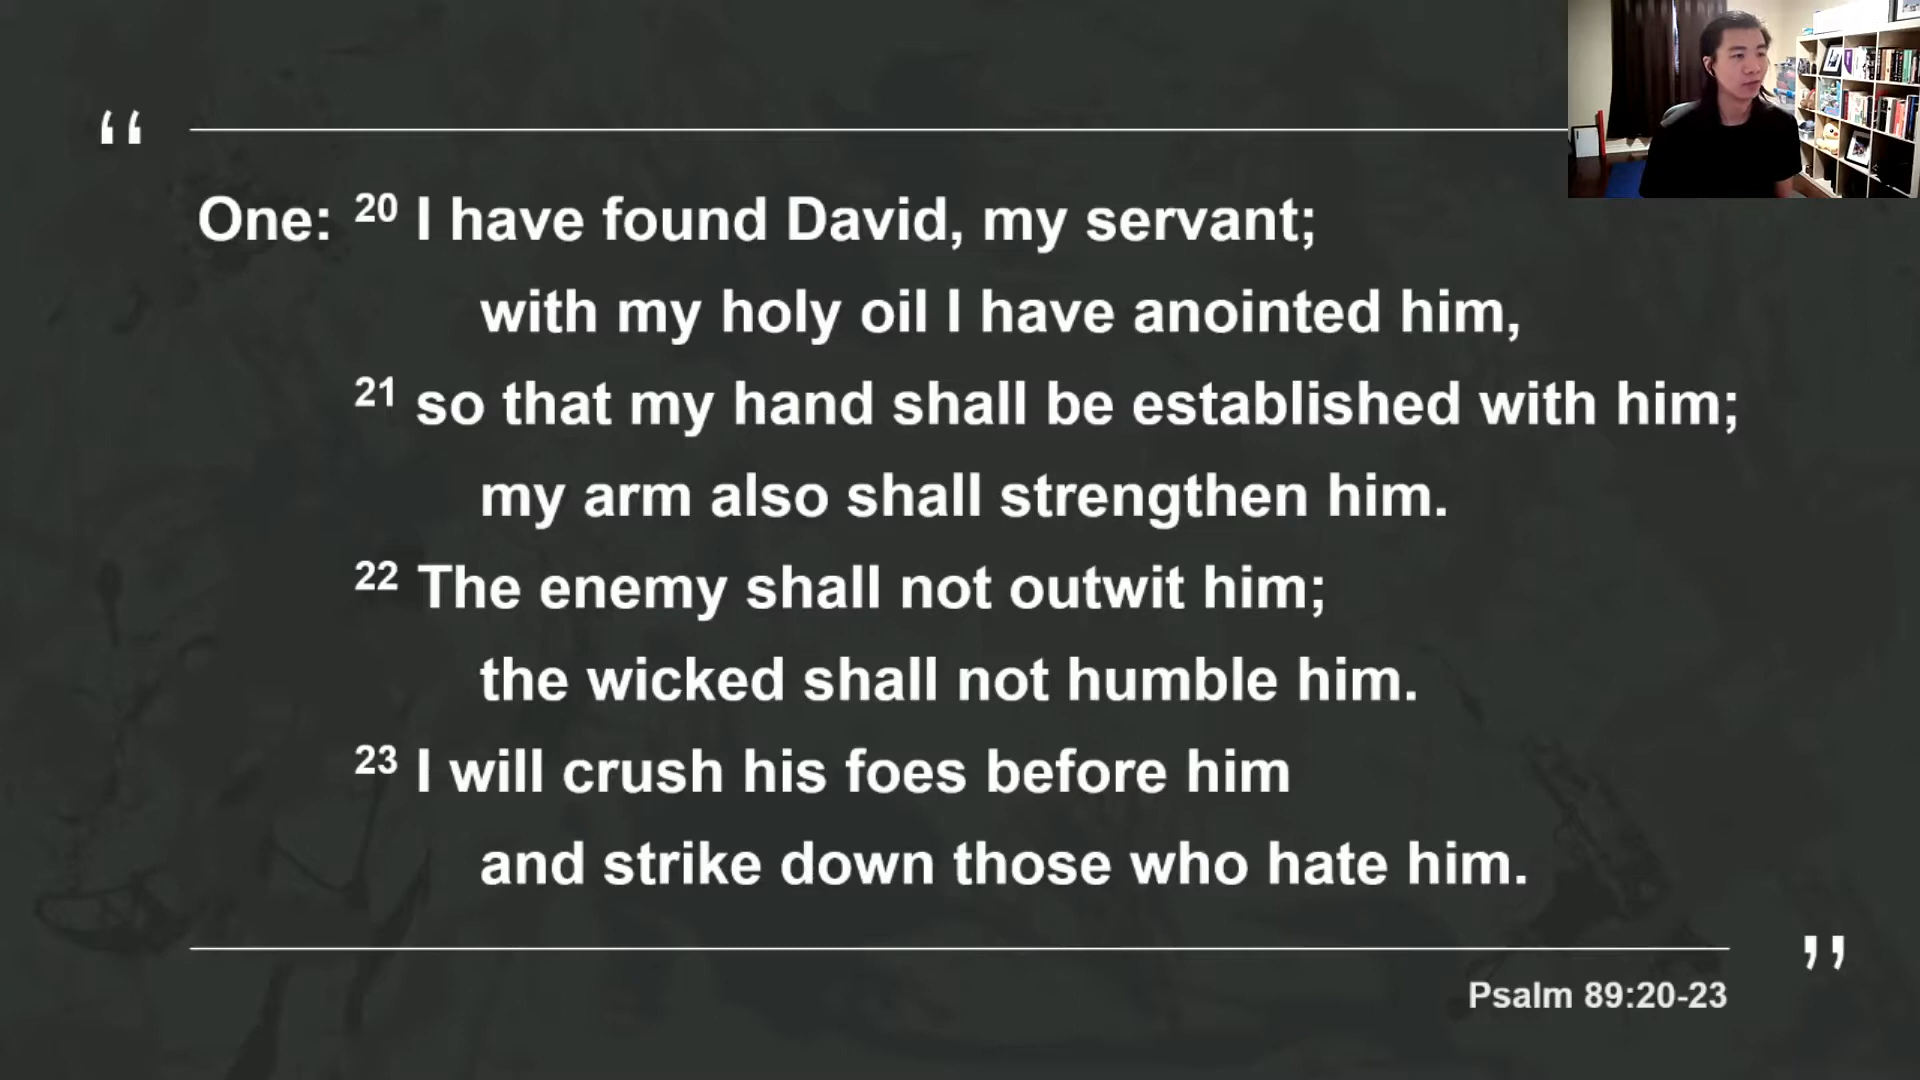 “
One: 20 I have found David, my servant;
with my holy oil I have anointed him,
21 so that my hand shall be established with him;
my arm also shall strengthen him.
22 The enemy shall not outwit him;
the wicked shall not humble him.
23 I will crush his foes before him
and strike down those who hate him.
”
Psalm 89:20-23